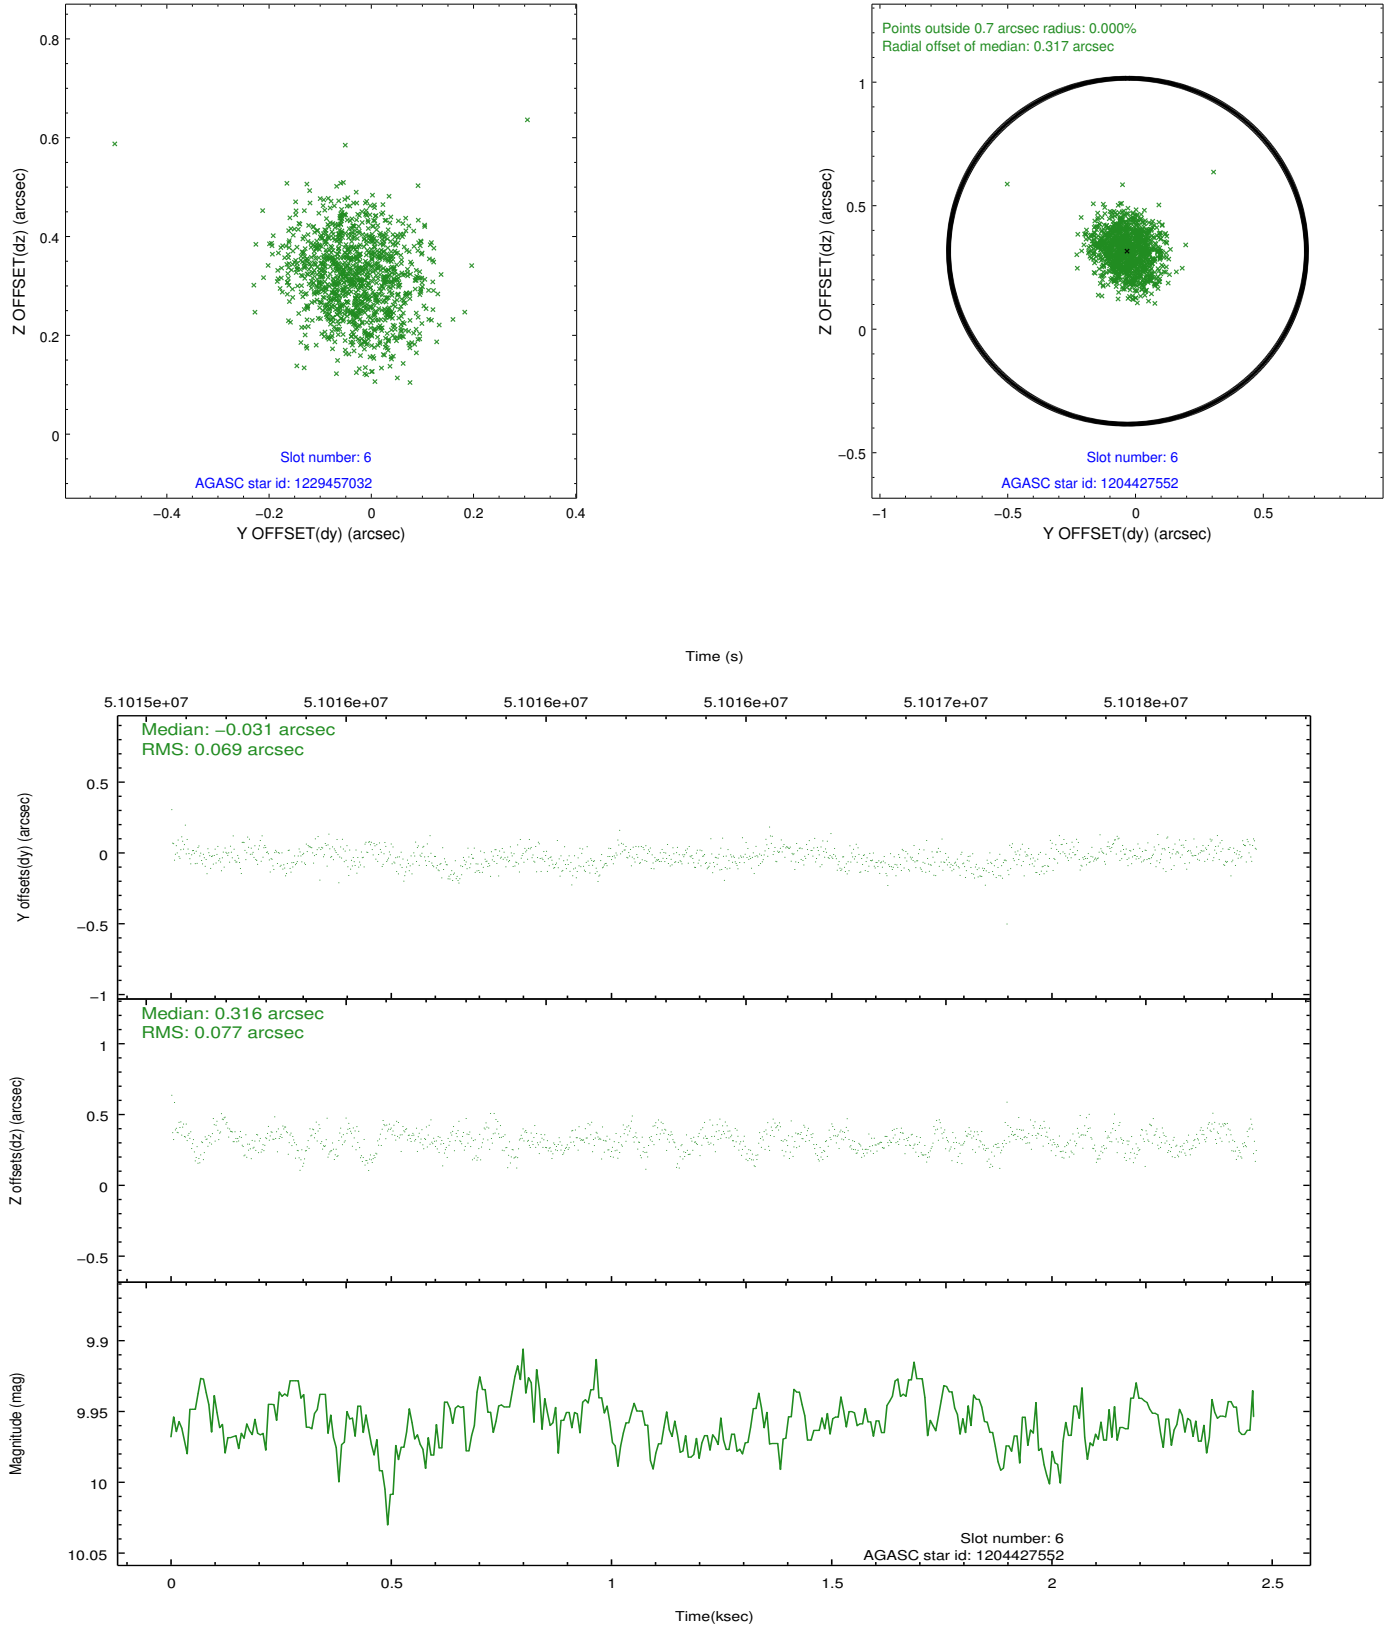 0.8
0.6
0.4
0.2
0
Z OFFSET(dz) (arcsec)
Slot number: 6
AGASC star id: 1229457032
−0.4 −0.2 0 0.2 0.4
Y OFFSET(dy) (arcsec)
Points outside 0.7 arcsec radius: 0.000%
Radial offset of median: 0.317 arcsec
1
0.5
0
−0.5
Z OFFSET(dz) (arcsec)
Slot number: 6
AGASC star id: 1204427552
−1 −0.5 0 0.5
Y OFFSET(dy) (arcsec)
Time (s)
5.1015e+07 5.1016e+07 5.1016e+07 5.1016e+07 5.1017e+07 5.1018e+07
Median: −0.031 arcsec
RMS: 0.069 arcsec
0.5
0
−0.5
−1
Y offsets(dy) (arcsec)
Median: 0.316 arcsec
RMS: 0.077 arcsec
1
0.5
0
−0.5
Z offsets(dz) (arcsec)
9.9
9.95
10
10.05
Magnitude (mag)
Slot number: 6
AGASC star id: 1204427552
0 0.5 1 1.5 2 2.5
Time(ksec)